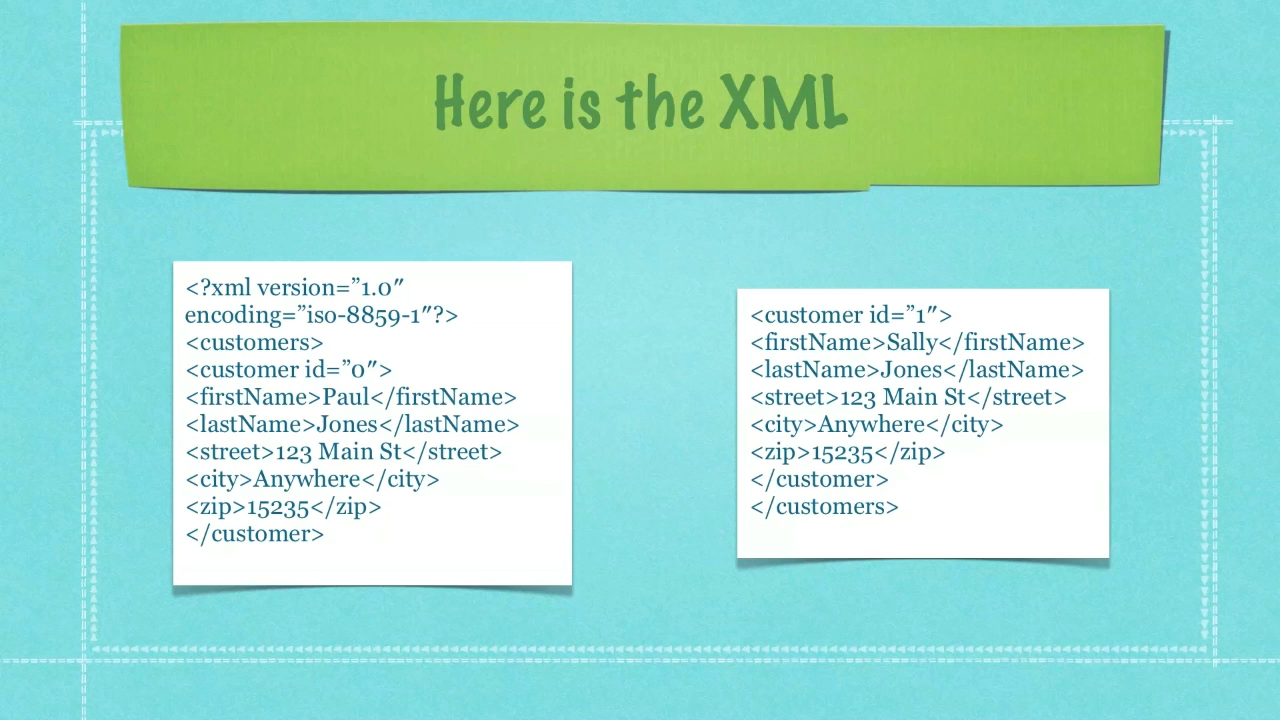 Here is the XML
<?xml version=”1.0″
encoding=”iso-8859-1″?>
<customers>
<customer id=”0″>
<firstName>Paul</firstName>
<lastName>Jones</lastName>
<street>123 Main St</street>
<city>Anywhere</city>
<zip>15235</zip>
</customer>
<customer id=”1″>
<firstName>Sally</firstName>
<lastName>Jones</lastName>
<street>123 Main St</street>
<city>Anywhere</city>
<zip>15235</zip>
</customer>
</customers>